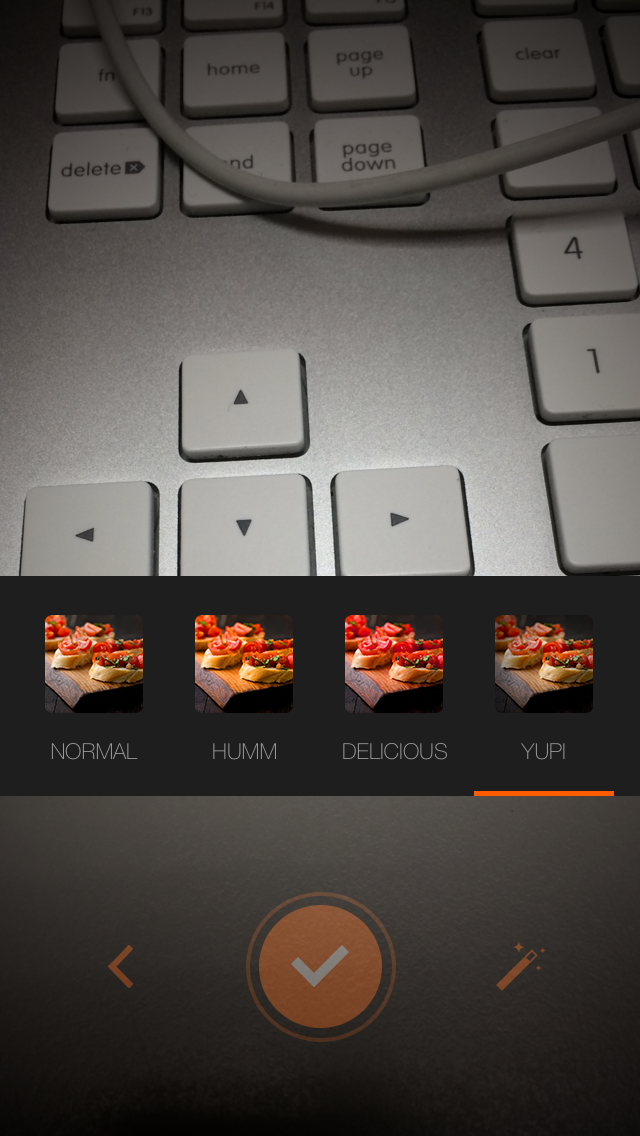 F13
F14
fn
home
page
up
clear
delete
page
down
4
1
NORMAL
HUMM
DELICIOUS
YUPI